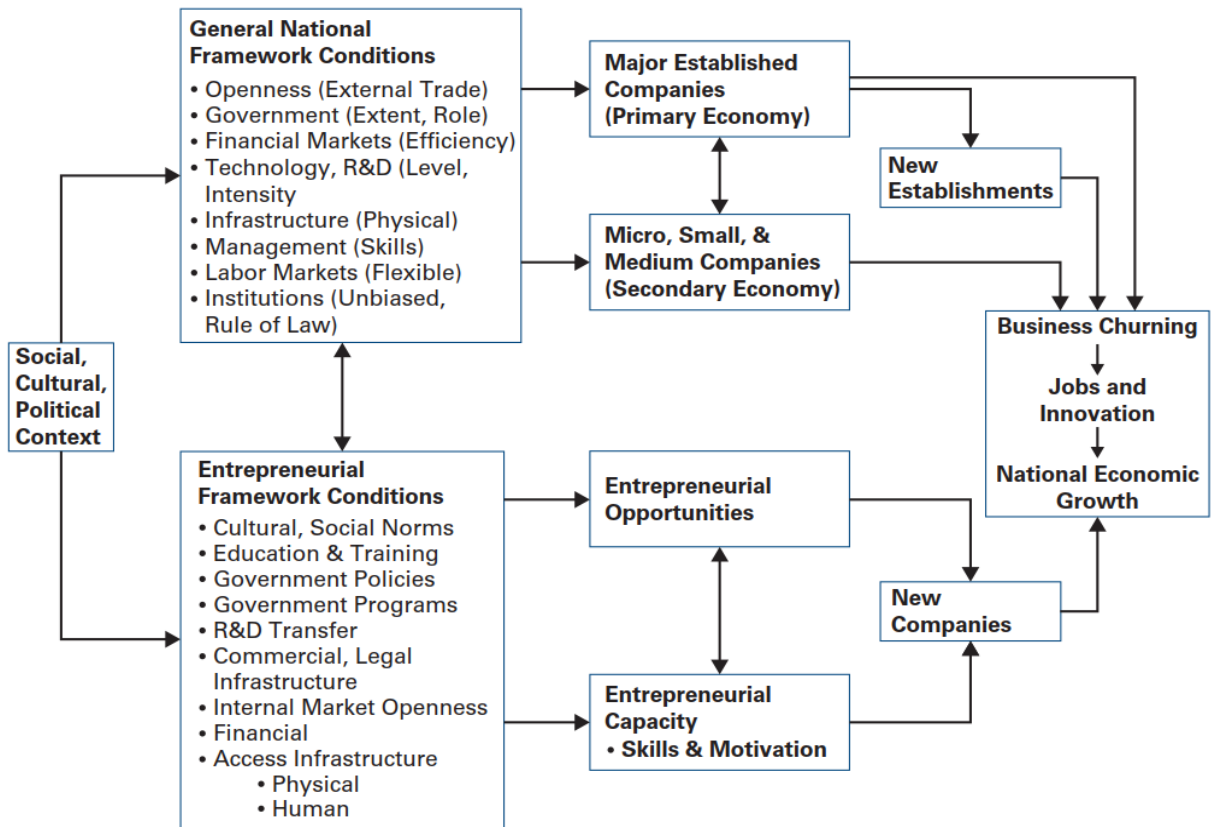 General National
Framework Conditions
• Openness (External Trade)
• Government (Extent, Role)
• Financial Markets (Efficiency)
• Technology, R&D (Level,
Intensity
• Infrastructure (Physical)
• Management (Skills)
• Labor Markets (Flexible)
• Institutions (Unbiased,
Rule of Law)
Major Established
Companies
(Primary Economy)
New
Establishments
Micro, Small, &
Medium Companies
(Secondary Economy)
Business Churning
Jobs and
Innovation
National Economic
Growth
Social,
Cultural,
Political
Context
Entrepreneurial
Framework Conditions
• Cultural, Social Norms
• Education & Training
• Government Policies
• Government Programs
• R&D Transfer
• Commercial, Legal
Infrastructure
• Internal Market Openness
• Financial
• Access Infrastructure
• Physical
• Human
Entrepreneurial
Opportunities
New
Companies
Entrepreneurial
Capacity
• Skills & Motivation